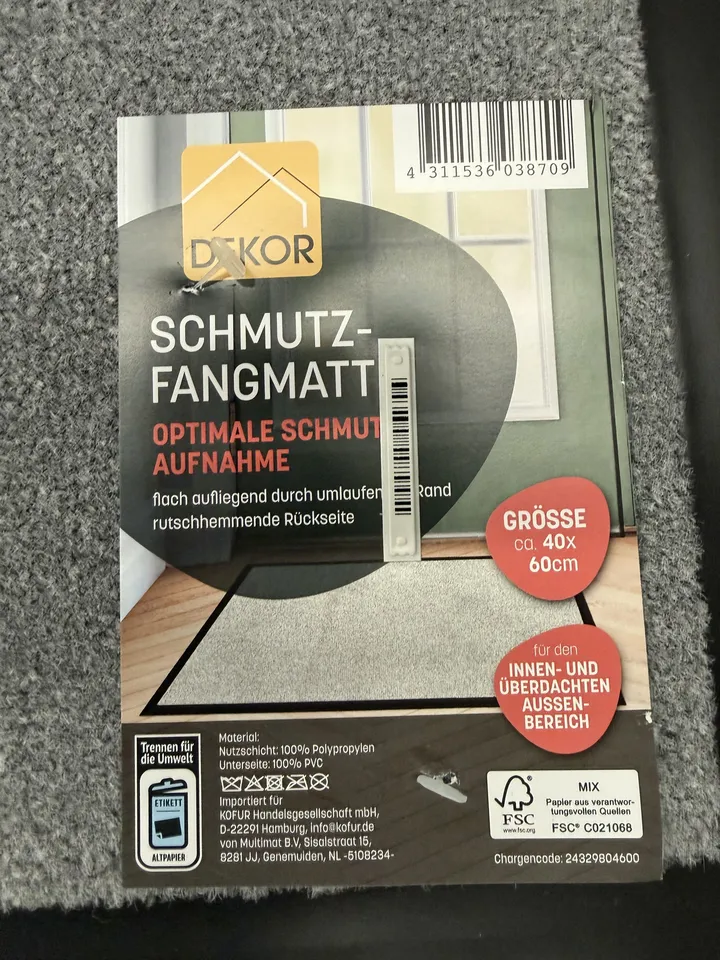 4 311536 038709
DEKOR
SCHMUTZ-
FANGMATT
OPTIMALE SCHMUT
AUFNAHME
flach aufliegend durch umlaufen Rand
rutschhemmende Rückseite
GRÖSSE
ca. 40x
60cm
für den
INNEN- UND
ÜBERDACHTEN
AUSSEN-
BEREICH
Trennen für
die Umwelt
ETIKETT
ALTPAPIER
Material:
Nutzschicht: 100% Polypropylen
Unterseite: 100% PVC
Importiert für
KOFUR Handelsgesellschaft mbH,
D-22291 Hamburg, info@kofur.de
von Multimat B.V, Sisalstraat 15,
8281 JJ, Genemuiden, NL -5108234-
FSC
www.fsc.org
MIX
Papier aus verantwor-
tungsvollen Quellen
FSC® C021068
Chargencode: 24329804600